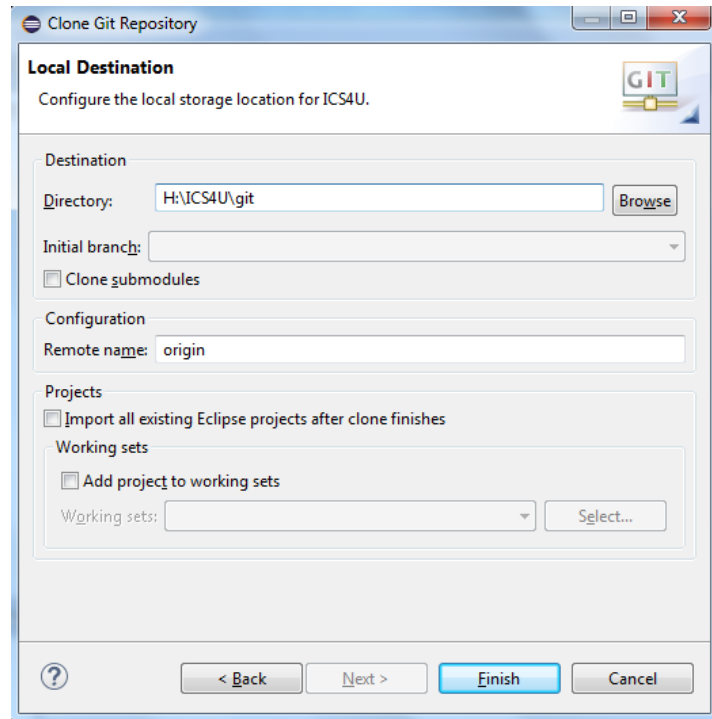 Clone Git Repository
Local Destination
Configure the local storage location for ICS4U.
GIT
Destination
Directory: H:\ICS4U\git Browse
Initial branch:
Clone submodules
Configuration
Remote name: origin
Projects
Import all existing Eclipse projects after clone finishes
Working sets
Add project to working sets
Working sets: Select...
? < Back Next > Finish Cancel